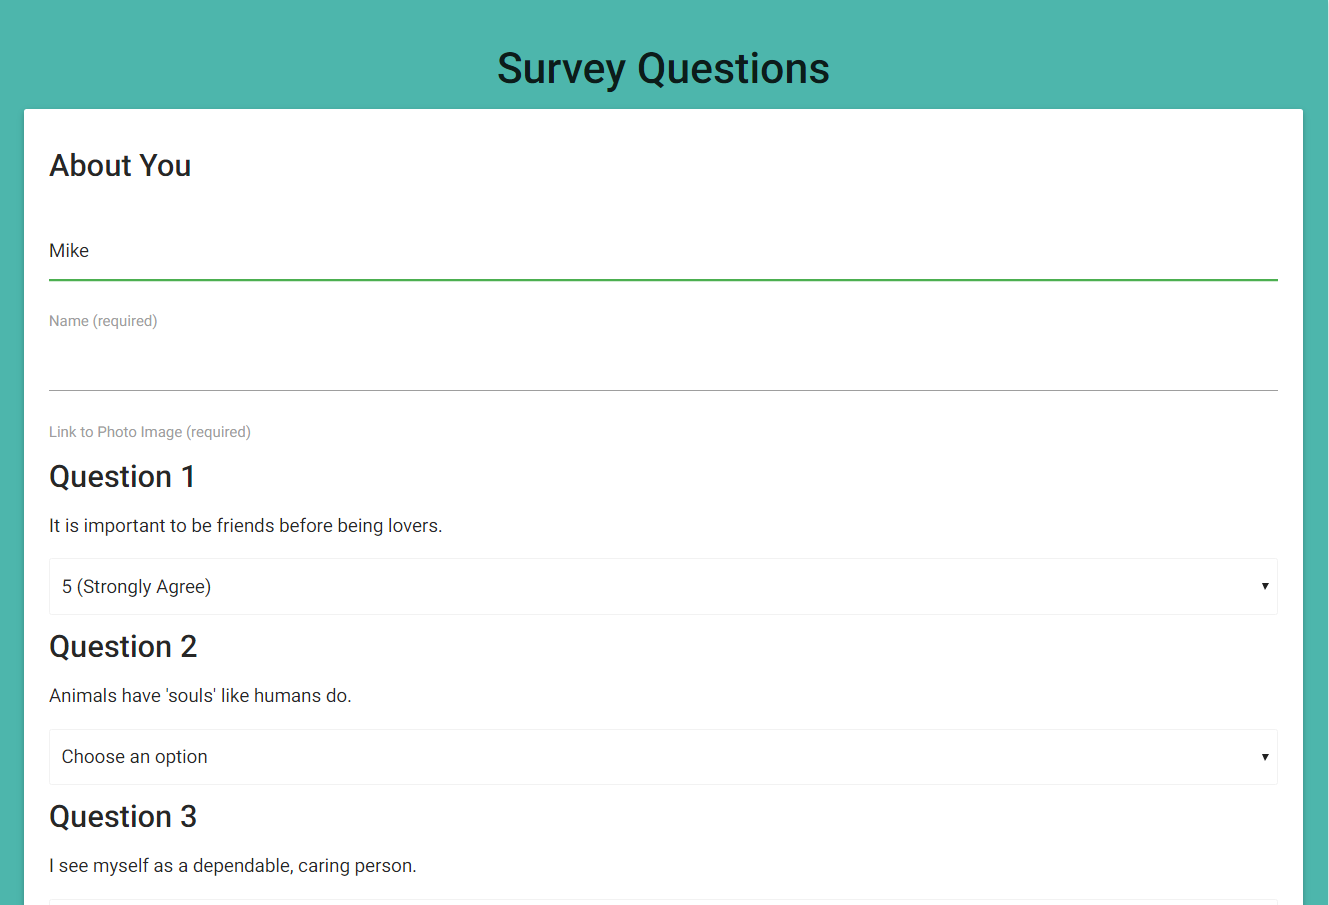 Survey Questions
About You
Mike
Name (required)
Link to Photo Image (required)
Question 1
It is important to be friends before being lovers.
5 (Strongly Agree)
Question 2
Animals have 'souls' like humans do.
Choose an option
Question 3
I see myself as a dependable, caring person.